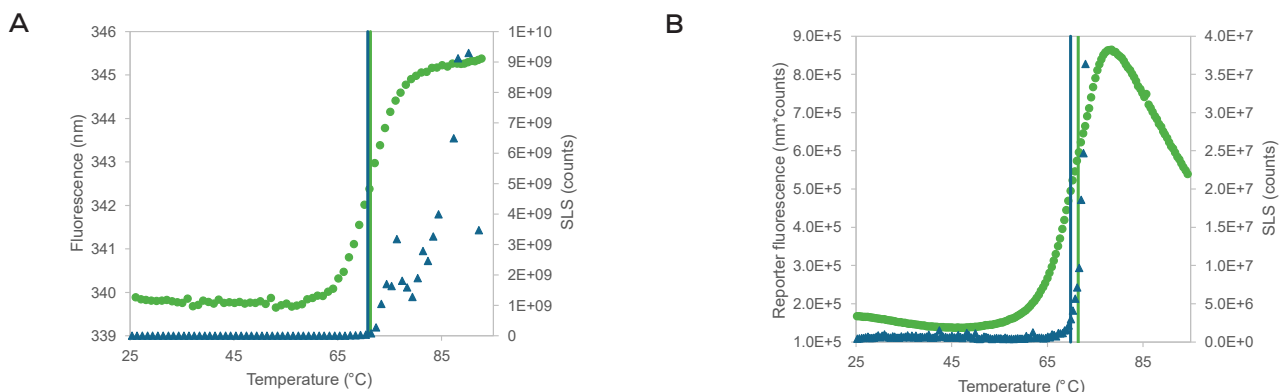 A
Fluorescence (nm)
346
345
344
343
342
341
340
339
1E+10
9E+09
8E+09
7E+09
6E+09
5E+09
4E+09
3E+09
2E+09
1E+09
0
SLS (counts)
25 45 65 85
Temperature (°C)
B
Reporter fluorescence (nm*counts)
9.0E+5
8.0E+5
7.0E+5
6.0E+5
5.0E+5
4.0E+5
3.0E+5
2.0E+5
1.0E+5
4.0E+7
3.5E+7
3.0E+7
2.5E+7
2.0E+7
1.5E+7
1.0E+7
5.0E+6
0.0E+0
SLS (counts)
25 45 65 85
Temperature (°C)